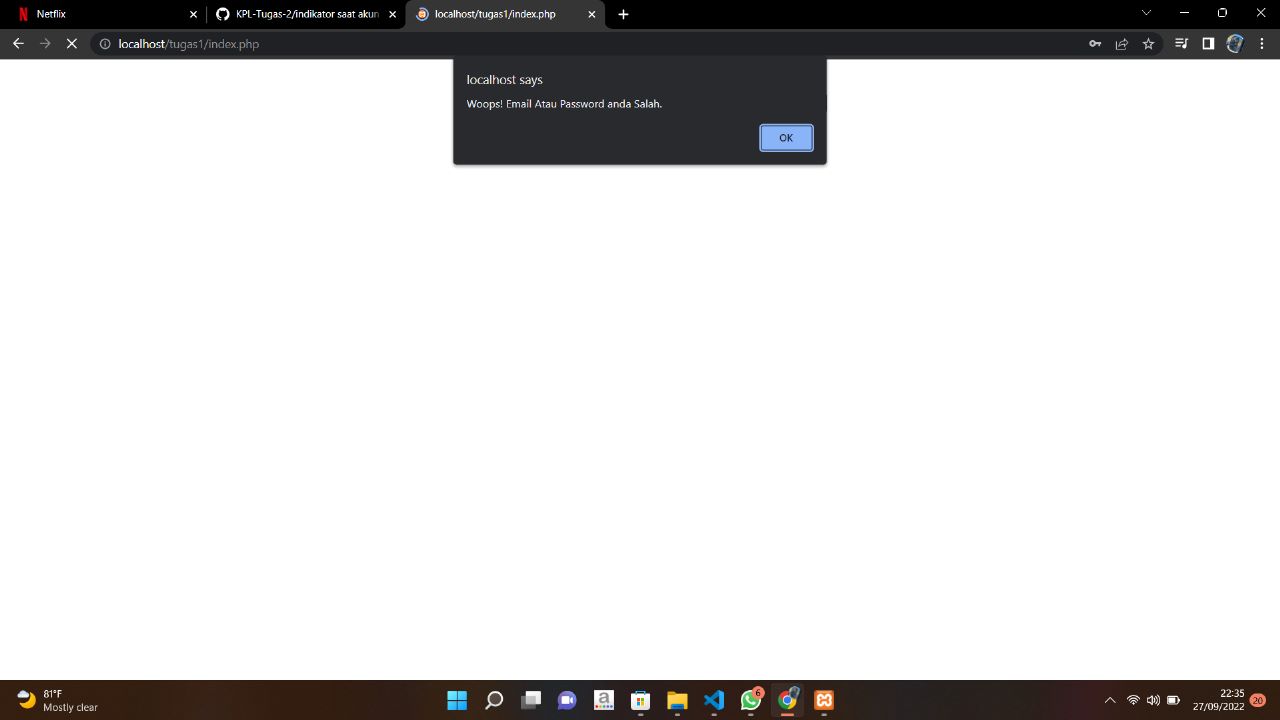 Netflix
KPL-Tugas-2/indikator saat akun
localhost/tugas1/index.php
localhost/tugas1/index.php
localhost says
Woops! Email Atau Password anda Salah.
OK
81°F
Mostly clear
a
6
22:35
27/09/2022
20